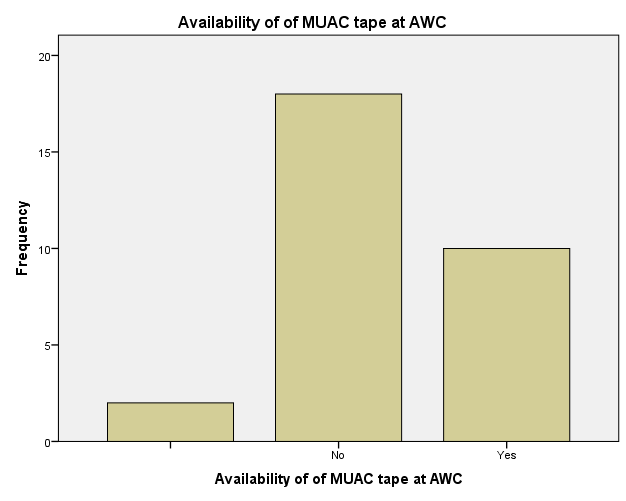 Availability of of MUAC tape at AWC
20
15
10
5
0
Frequency
No Yes
Availability of of MUAC tape at AWC